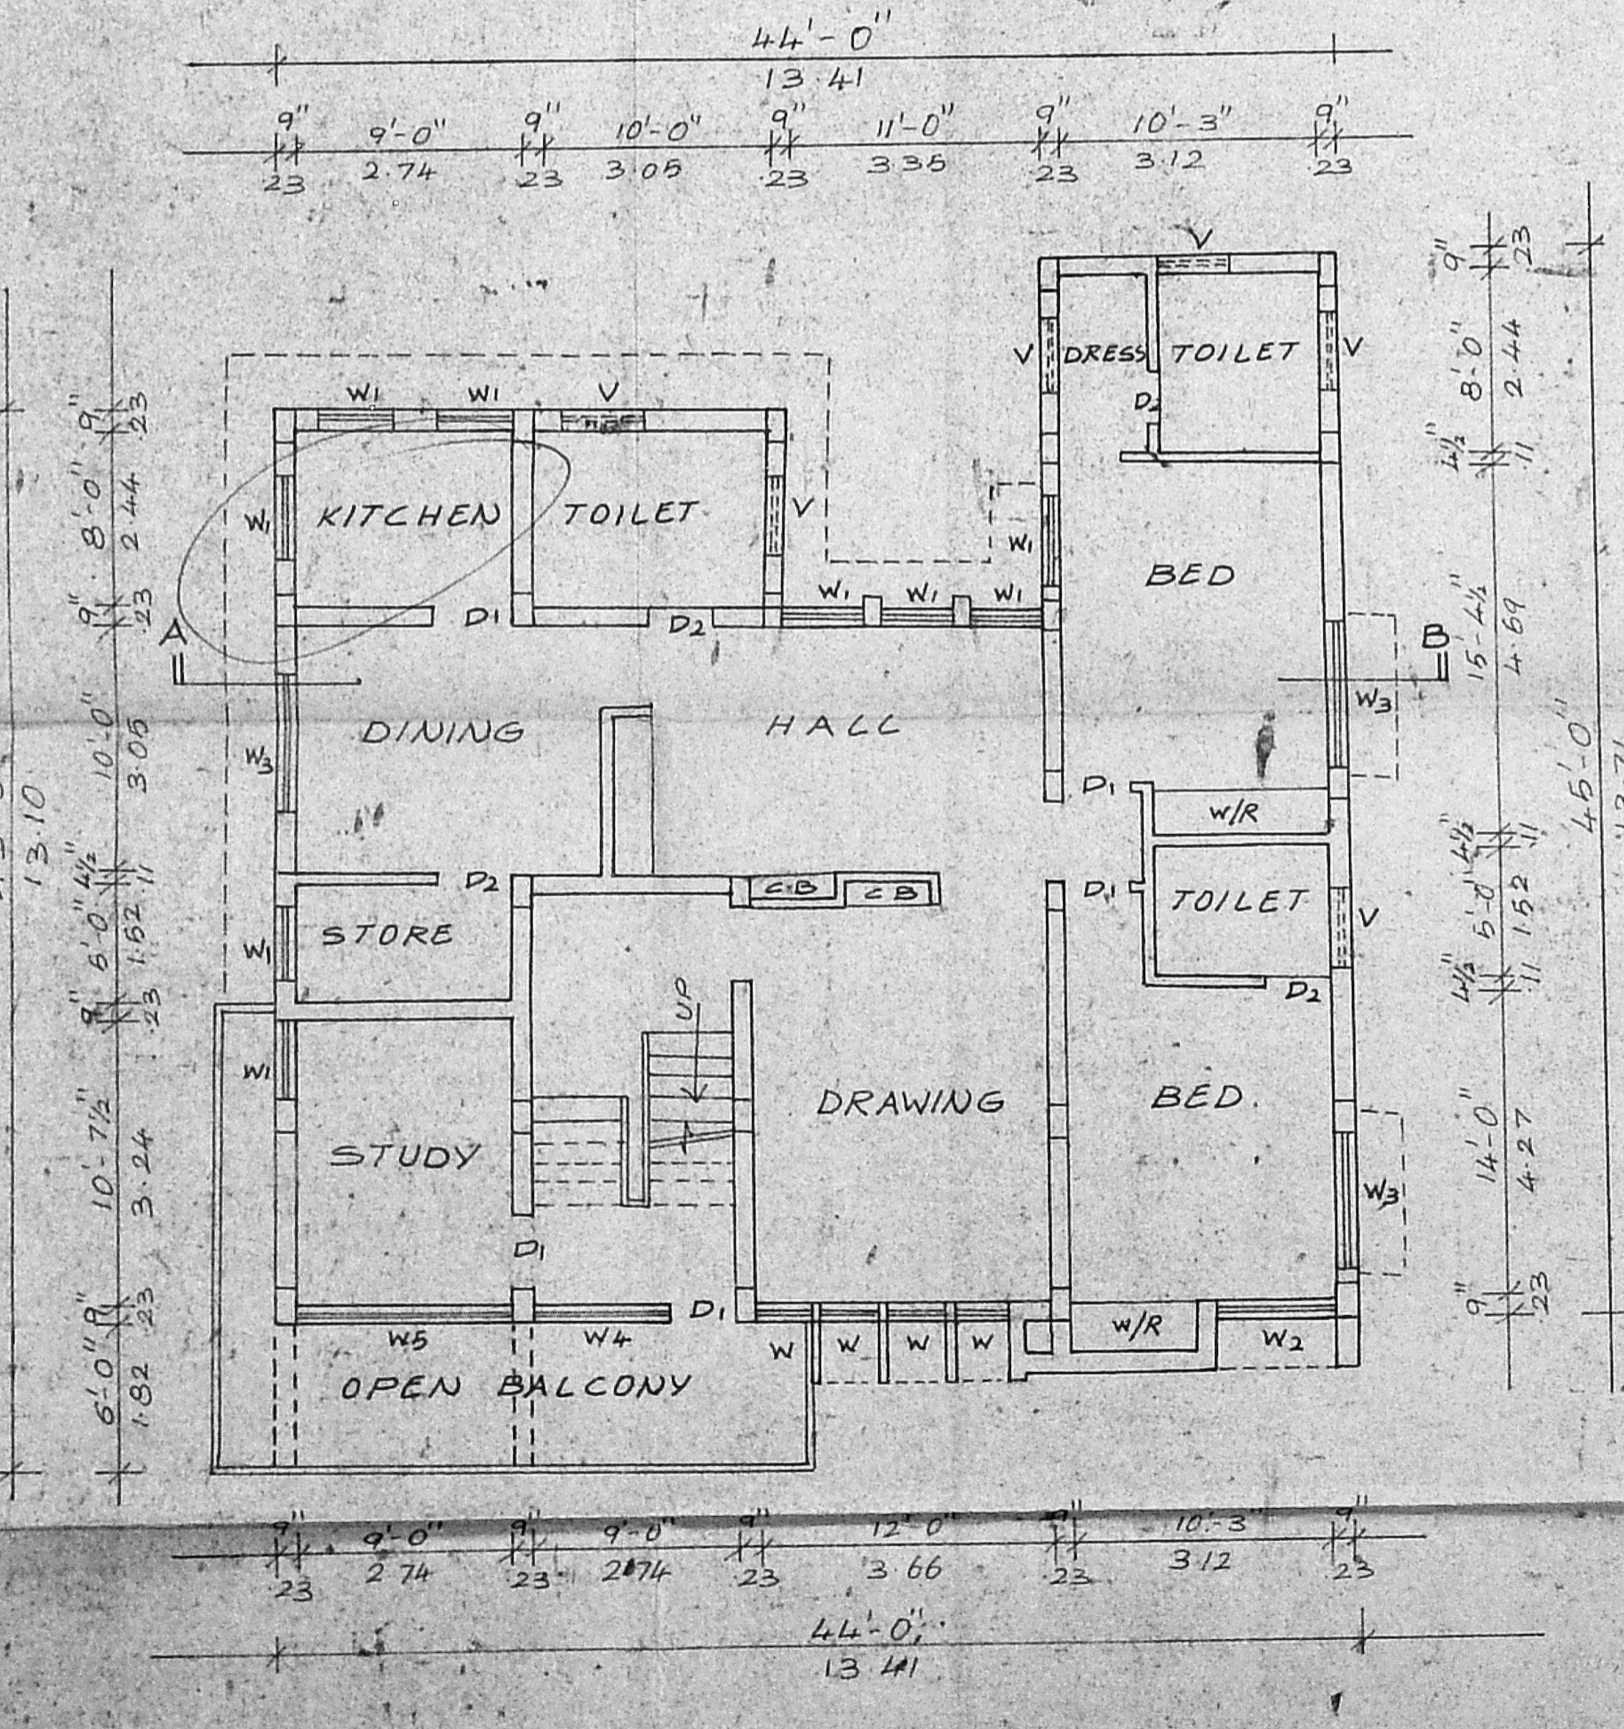 44'-0"
13.41
9" 9'-0" 9" 10'-0" 9" 11'-0" 9" 10'-3" 9"
.23 2.74 .23 3.05 .23 3.35 .23 3.12 .23
V
V DRESS TOILET V
D2
W1 W1 V
W1 KITCHEN TOILET V
W1
BED
W1 W1 W1
D1 D2
A
B
W3
DINING HALL
W3
D1
W/R
D2 C.B C B D1
TOILET V
STORE
W1
D2
UP
W1
DRAWING BED.
STUDY
W3
D1
D1
W5 W4 W W W W W/R W2
OPEN BALCONY
9" 9'-0" 9" 9'-0" 9" 12'-0" 9" 10'-3" 9"
.23 2.74 .23 2.74 .23 3.66 .23 3.12 .23
44'-0"
13.41
13.10
9" 8'-0" 9" 10'-0" 4½" 5'-0" 9" 10'-7½" 9" 6'-0"
.23 2.44 .23 3.05 .11 1.52 .23 3.24 .23 1.82
9" 8'-0" 4½" 15'-4½" 4½" 5'-0" 4½" 14'-0" 9"
.23 2.44 .11 4.69 .11 1.52 .11 4.27 .23
45'-0"